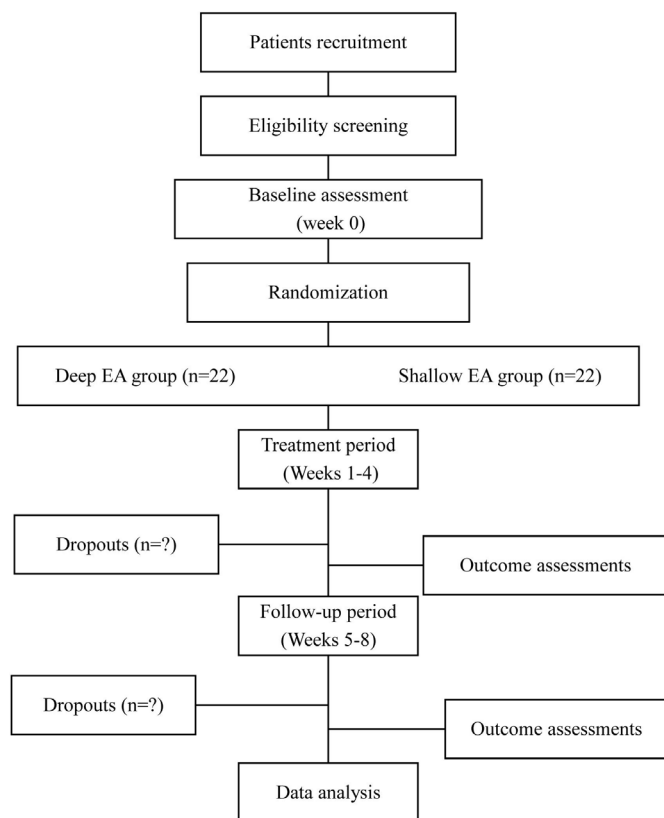 Patients recruitment
Eligibility screening
Baseline assessment
(week 0)
Randomization
Deep EA group (n=22)
Shallow EA group (n=22)
Treatment period
(Weeks 1-4)
Dropouts (n=?)
Outcome assessments
Follow-up period
(Weeks 5-8)
Dropouts (n=?)
Outcome assessments
Data analysis